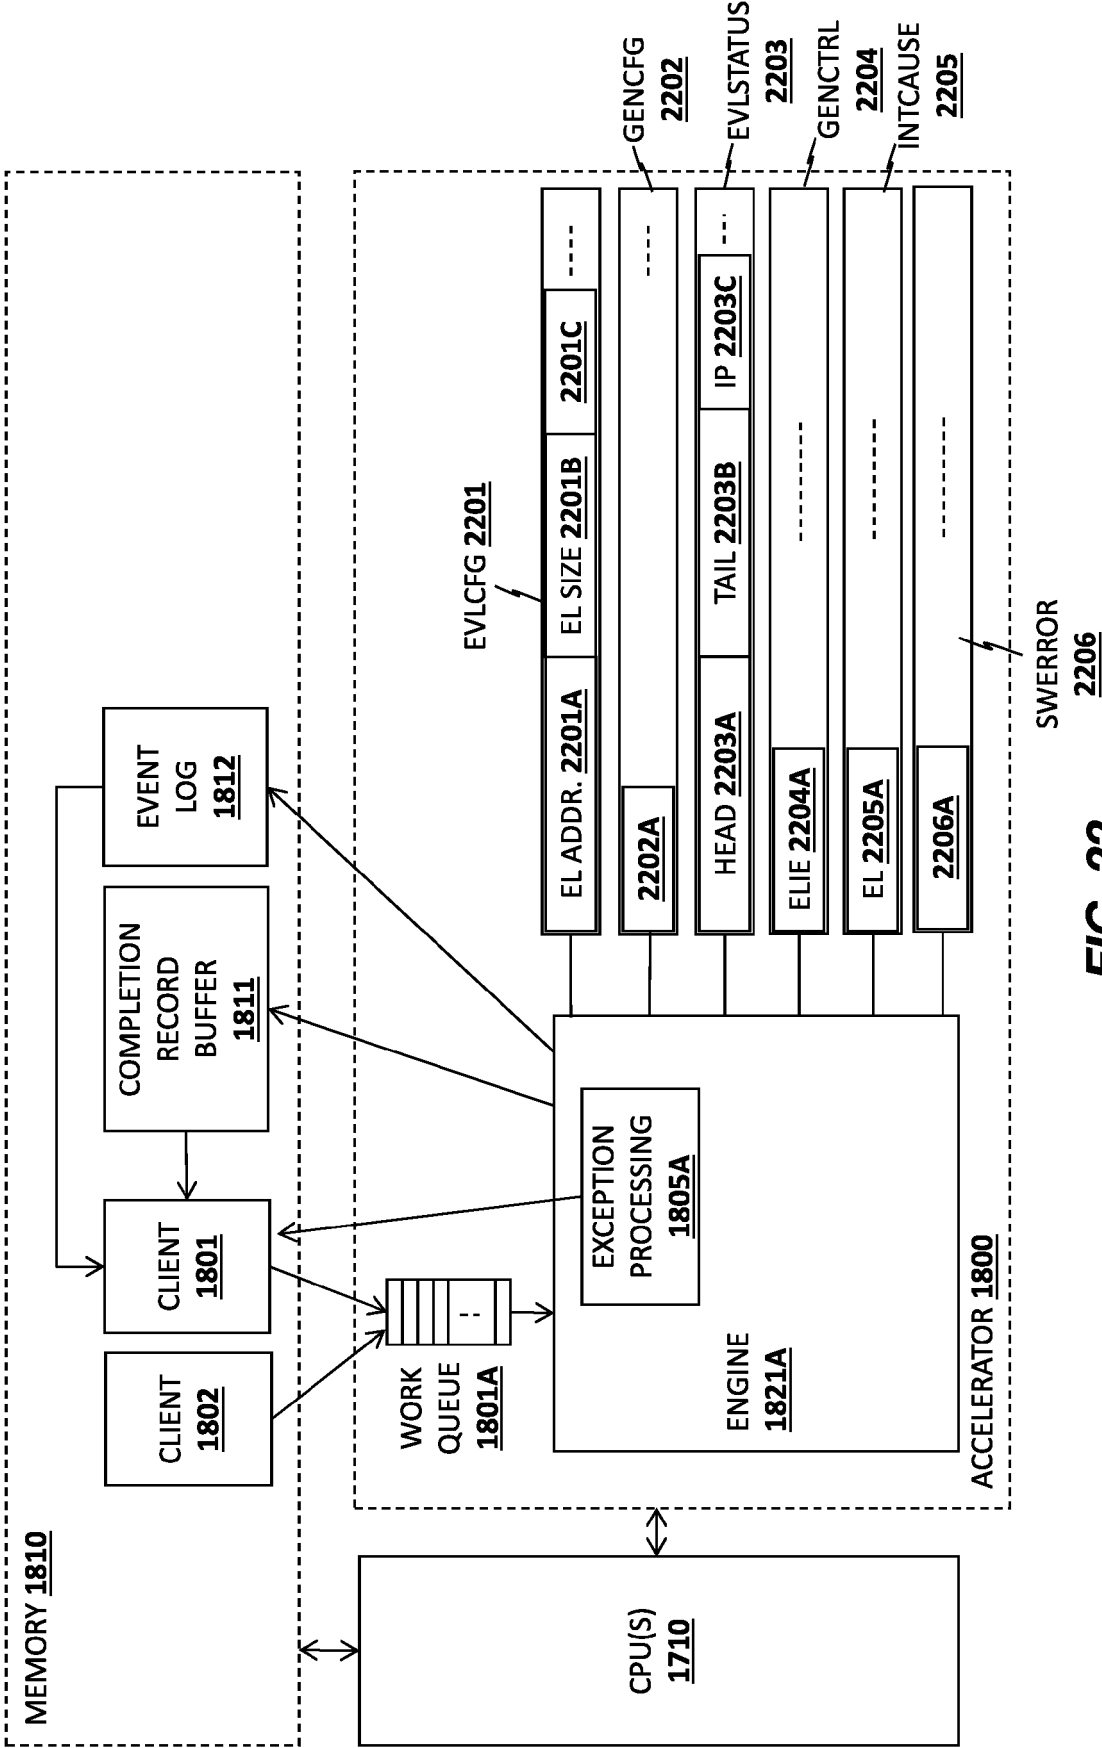 MEMORY 1810
CLIENT
1802
CLIENT
1801
COMPLETION
RECORD
BUFFER
1811
EVENT
LOG
1812
CPU(S)
1710
WORK
QUEUE
1801A
ENGINE
1821A
EXCEPTION
PROCESSING
1805A
ACCELERATOR 1800
EVLCFG 2201
EL ADDR. 2201A
EL SIZE 2201B
2201C
2202A
GENCFG
2202
HEAD 2203A
TAIL 2203B
IP 2203C
EVLSTATUS
2203
ELIE 2204A
GENCTRL
2204
EL 2205A
INTCAUSE
2205
2206A
SWERROR
2206
FIG. 22